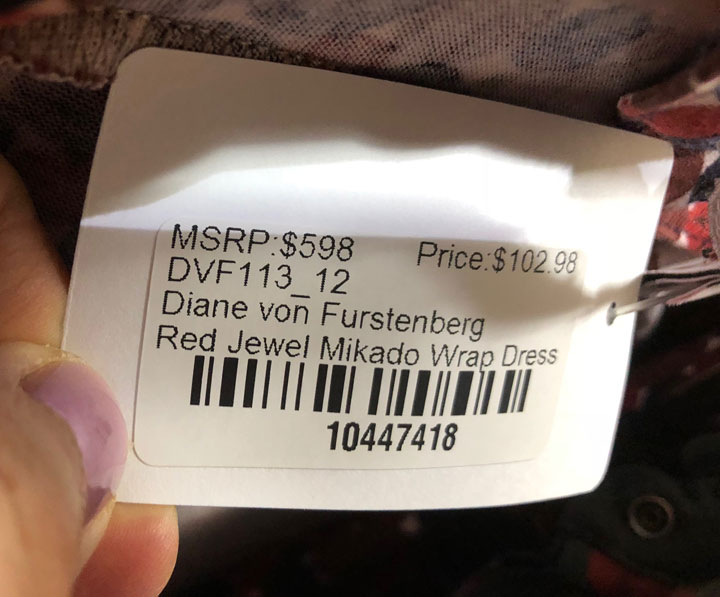 MSRP:$598 Price:$102.98
DVF113_12
Diane von Furstenberg
Red Jewel Mikado Wrap Dress
10447418